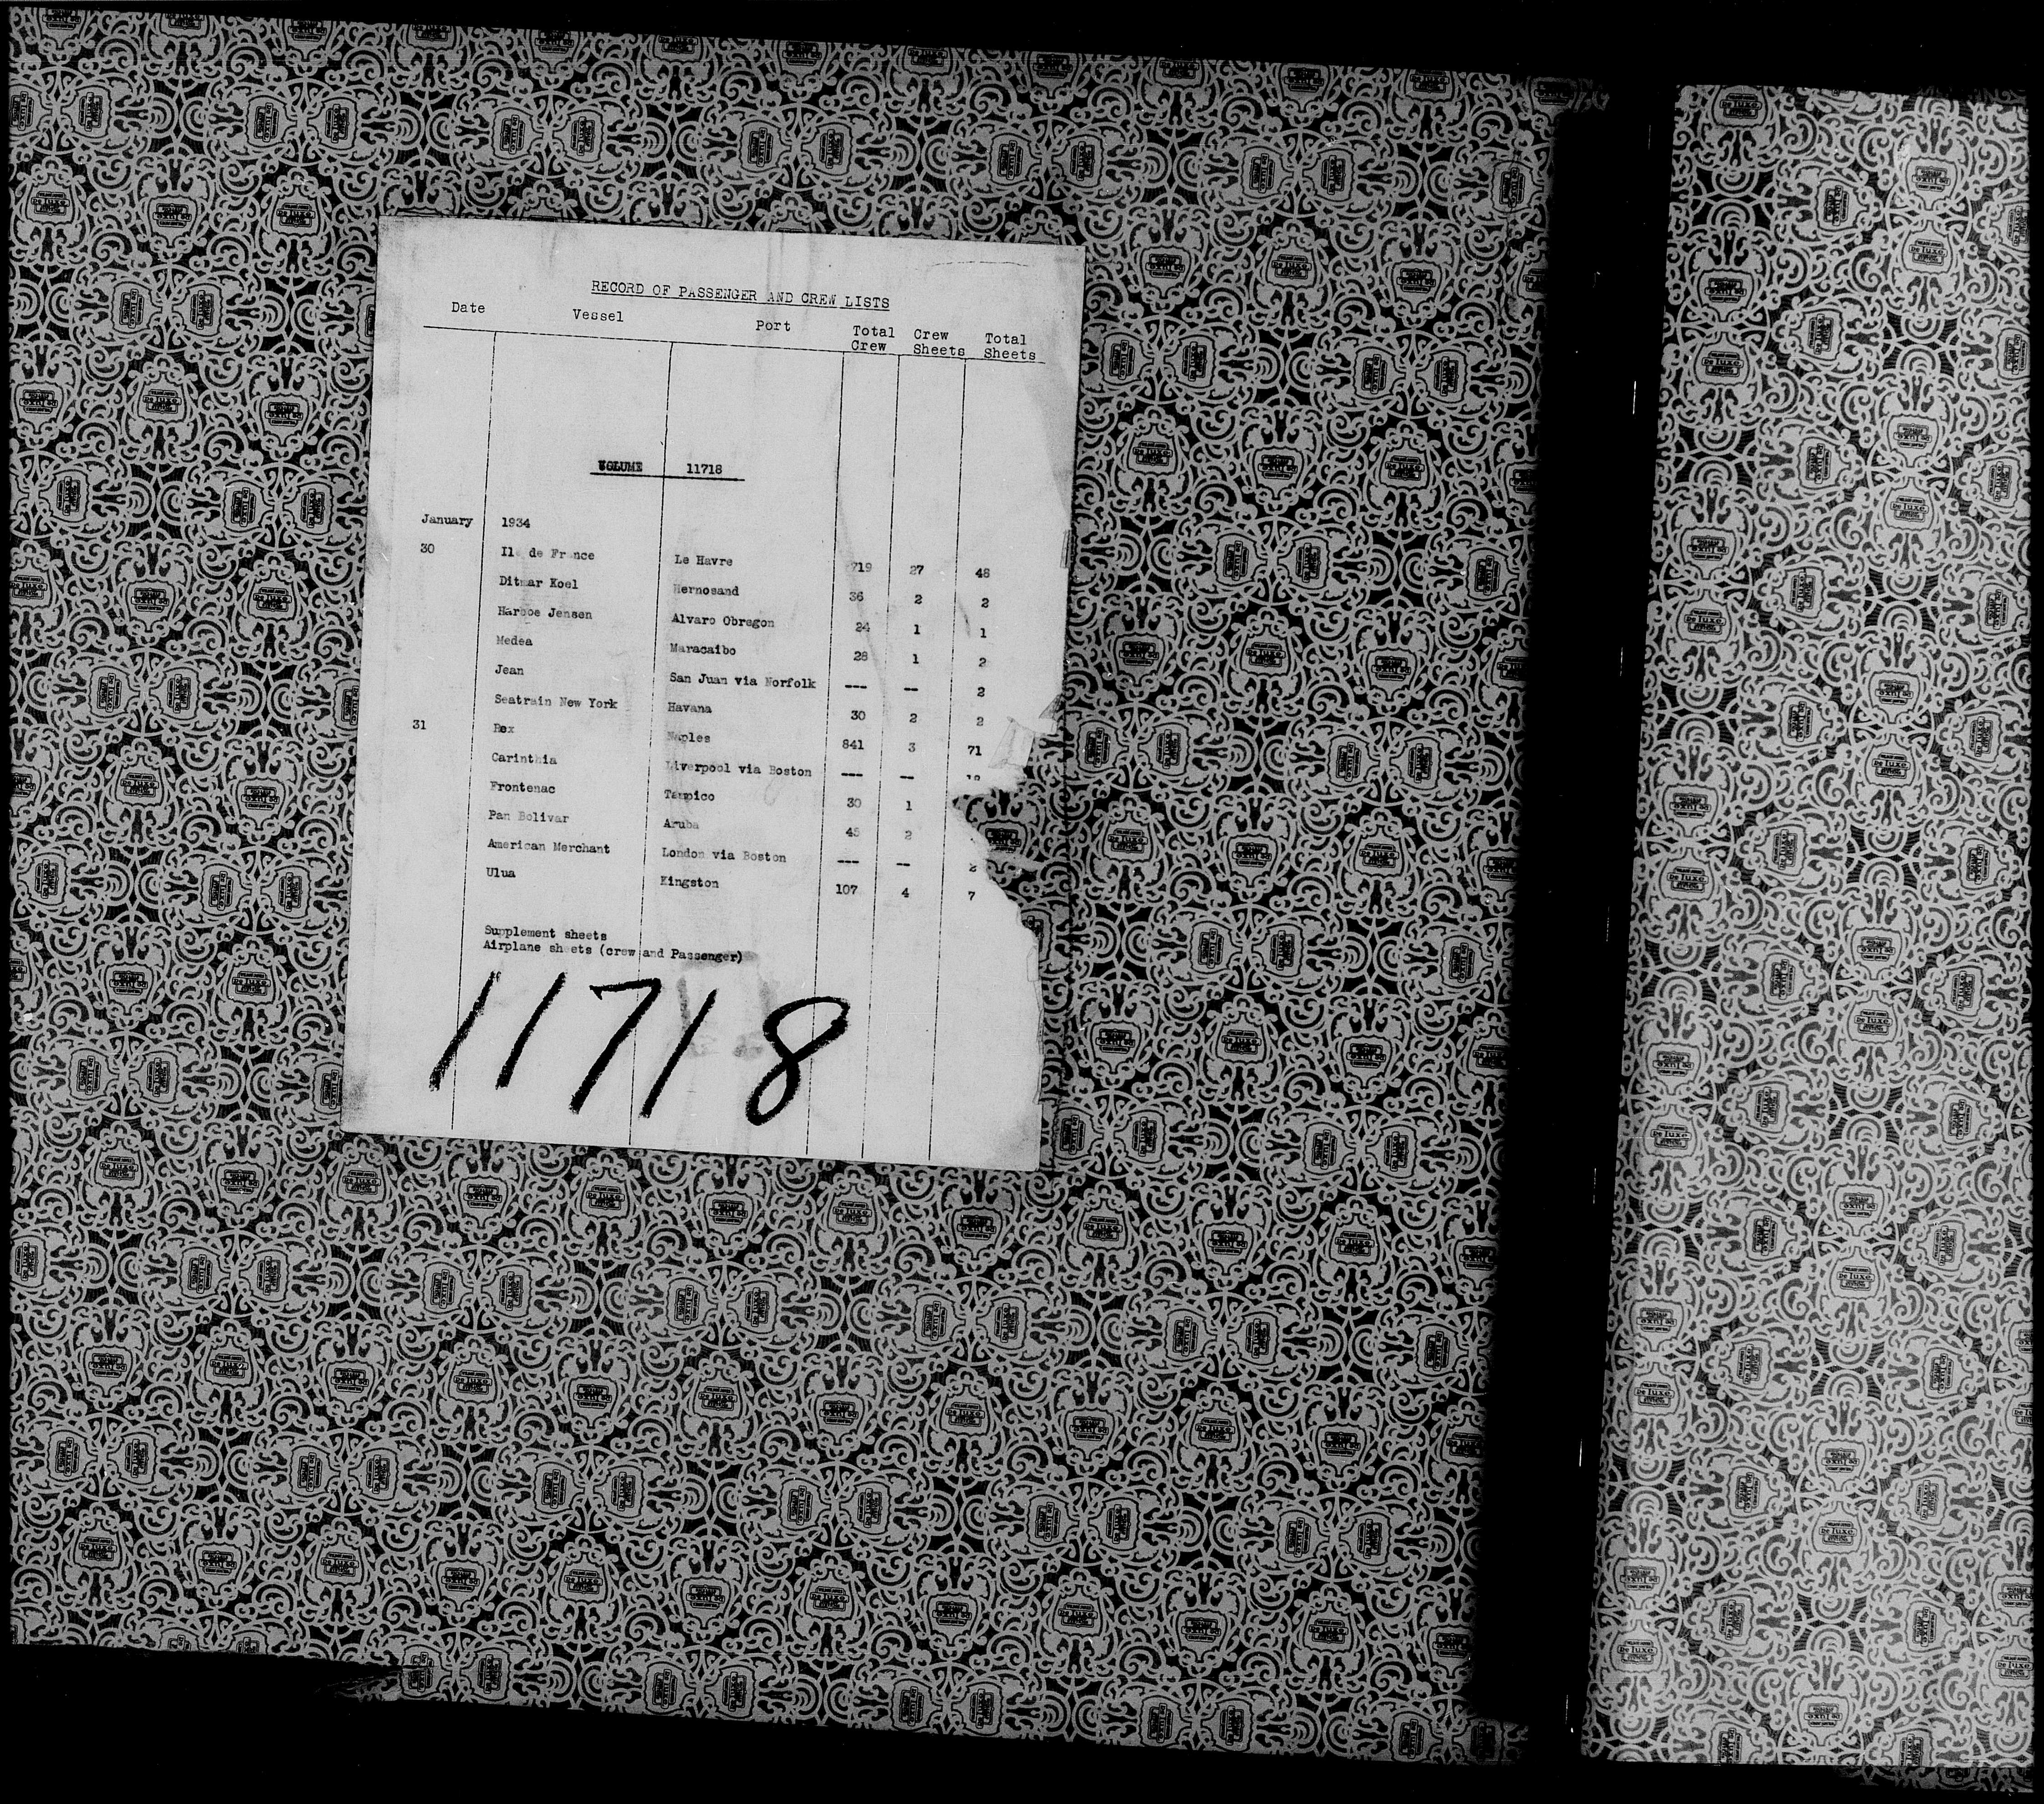 RECORD OF PASSENGER AND CREW LISTS
Date Vessel Port Total Crew Crew Sheets Total Sheets
VOLUME 11718
January 1934
30 Ile de France Le Havre 719 27 48
Ditmar Koel Hernosand 36 2 2
Harboe Jensen Alvaro Obregon 24 1 1
Medea Maracaibo 28 1 2
Jean San Juan via Norfolk --- -- 2
Seatrain New York Havana 30 2 2
31 Rex Naples 841 3 71
Carinthia Liverpool via Boston --- --
Frontenac Tampico 30 1
Pan Bolivar Aruba 45 2
American Merchant London via Boston --- -- 2
Ulua Kingston 107 4 7
Supplement sheets
Airplane sheets (crew and Passenger)
11718
De luxe